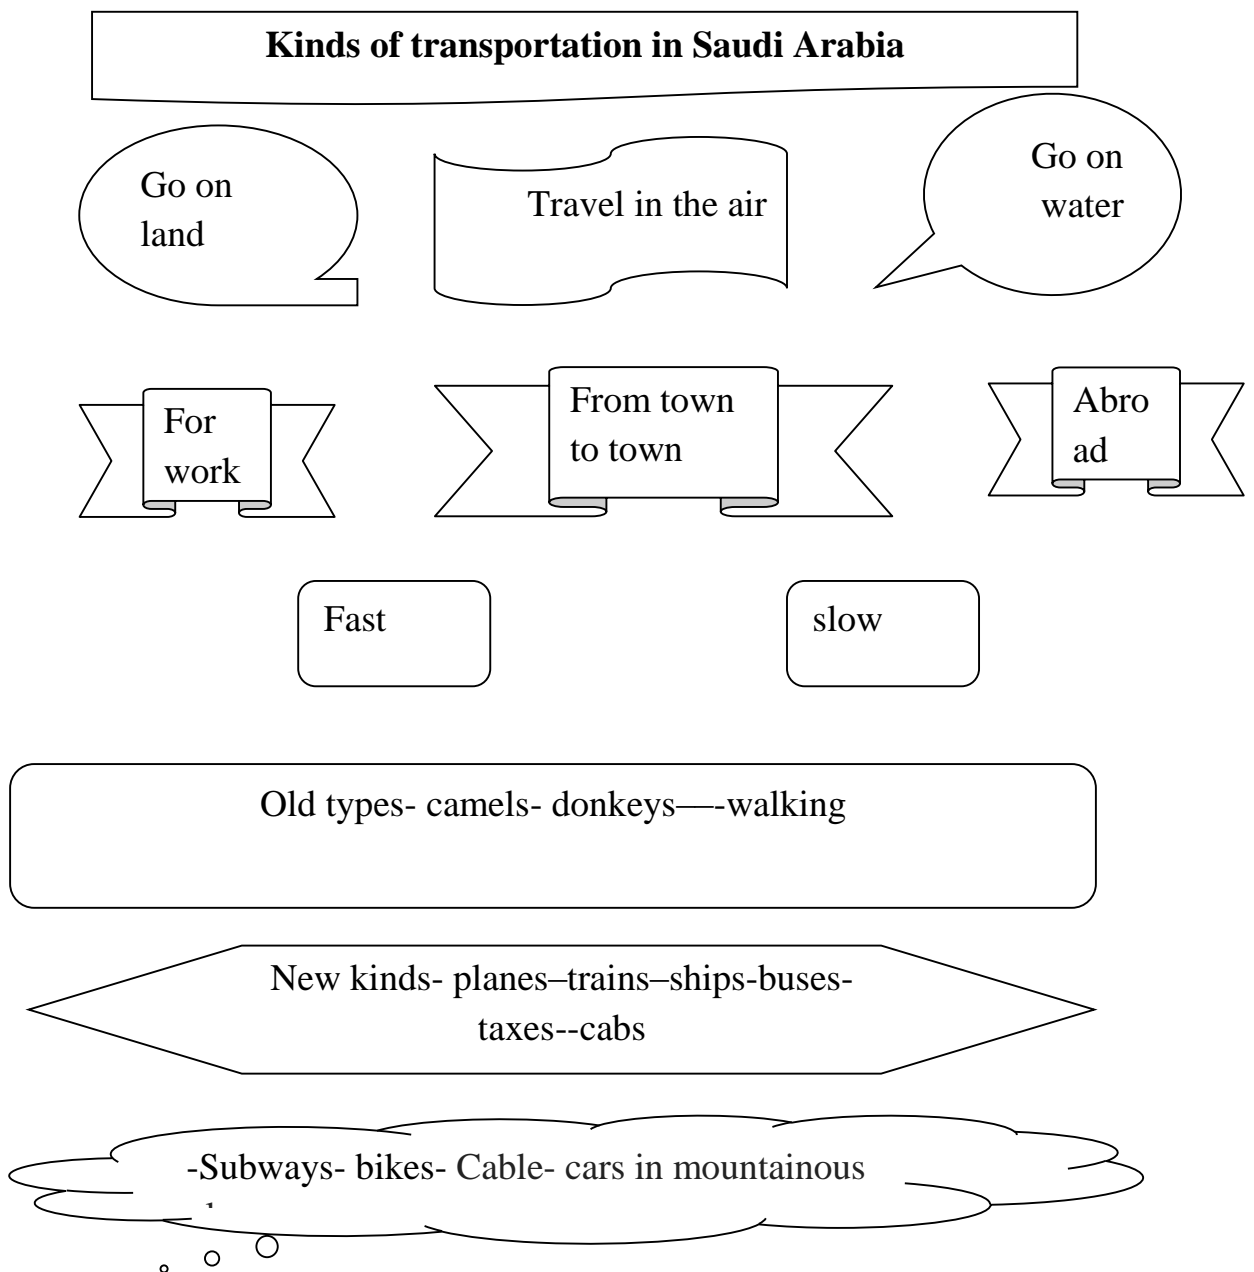 Kinds of transportation in Saudi Arabia
Go on
land
Travel in the air
Go on
water
For
work
From town
to town
Abro
ad
Fast
slow
Old types- camels- donkeys—-walking
New kinds- planes–trains–ships-buses-
taxes--cabs
-Subways- bikes- Cable- cars in mountainous